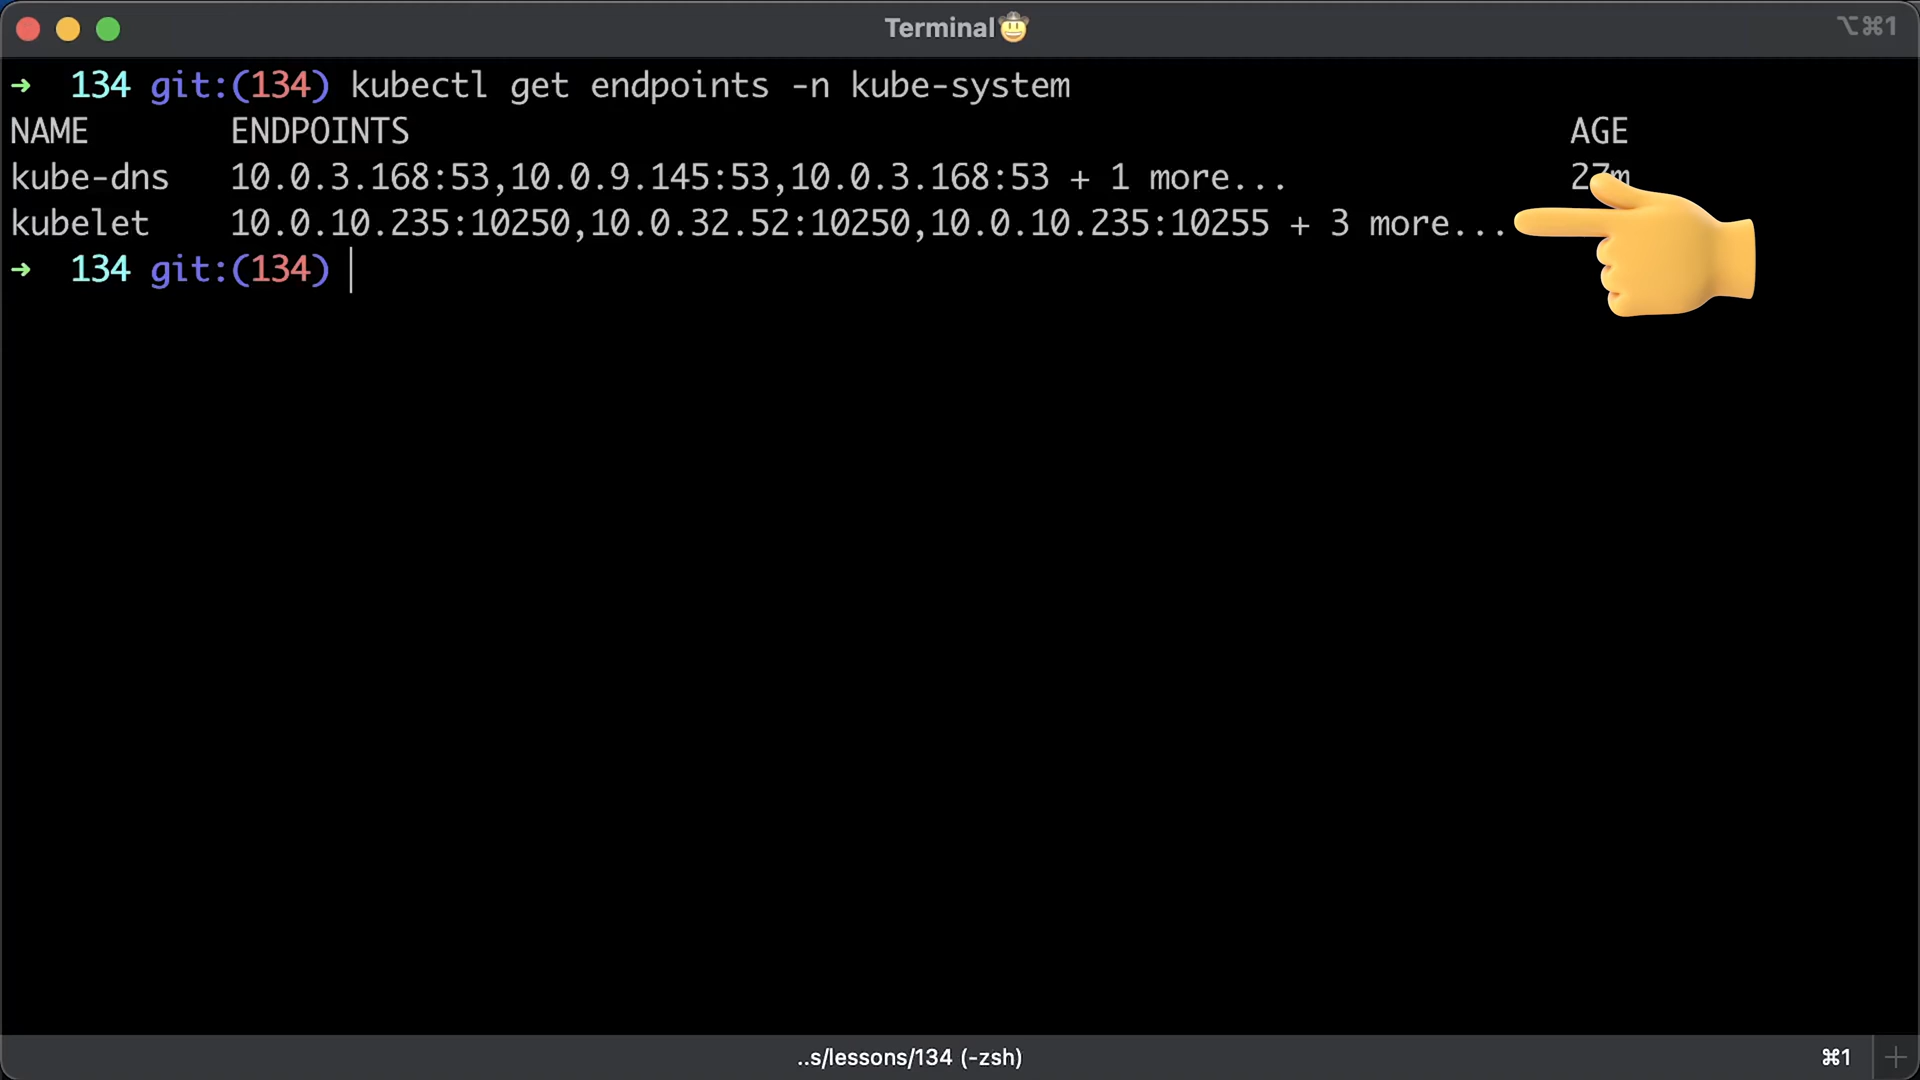 Terminal🤠 ⌥⌘1
→ 134 git:(134) kubectl get endpoints -n kube-system
NAME ENDPOINTS AGE
kube-dns 10.0.3.168:53,10.0.9.145:53,10.0.3.168:53 + 1 more... 27m
kubelet 10.0.10.235:10250,10.0.32.52:10250,10.0.10.235:10255 + 3 more...
→ 134 git:(134)
..s/lessons/134 (-zsh) ⌘1 +